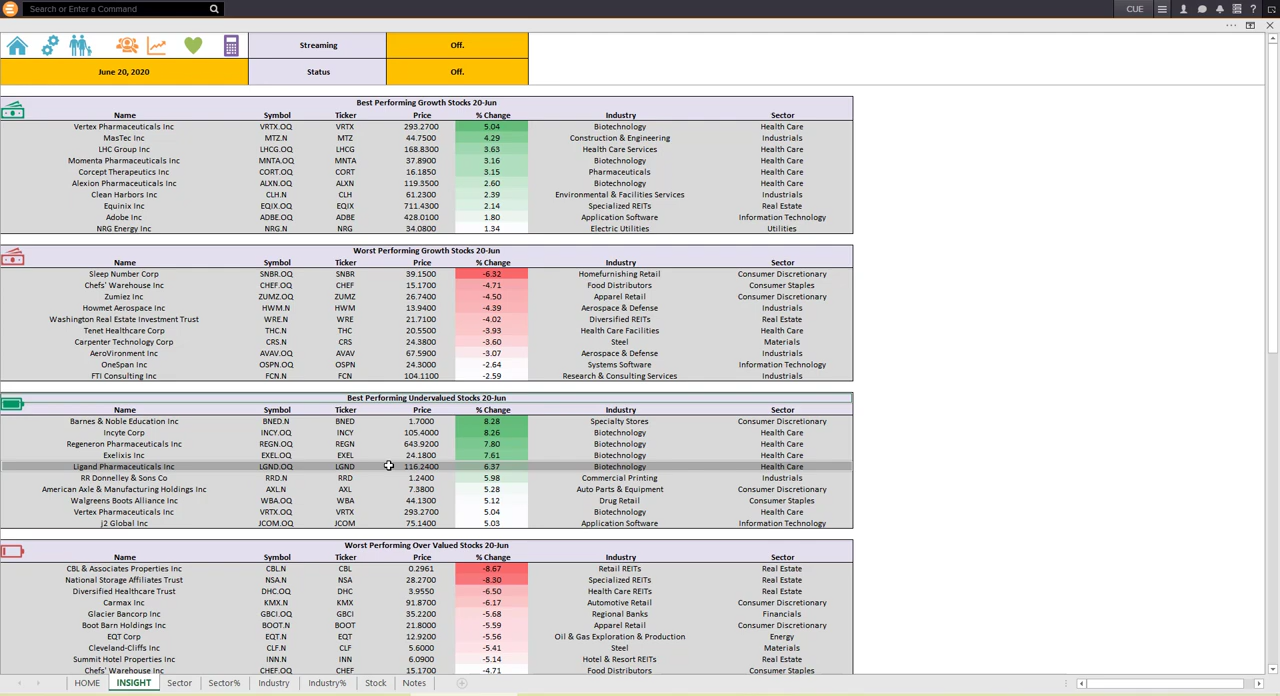 Search or Enter a Command CUE ?
Streaming Off.
June 20, 2020 Status Off.
Best Performing Growth Stocks 20-Jun
Name Symbol Ticker Price % Change Industry Sector
Vertex Pharmaceuticals Inc VRTX.OQ VRTX 293.2700 5.04 Biotechnology Health Care
MasTec Inc MTZ.N MTZ 44.7500 4.29 Construction & Engineering Industrials
LHC Group Inc LHCG.OQ LHCG 168.8300 3.63 Health Care Services Health Care
Momenta Pharmaceuticals Inc MNTA.OQ MNTA 37.8900 3.16 Biotechnology Health Care
Corcept Therapeutics Inc CORT.OQ CORT 16.1850 3.15 Pharmaceuticals Health Care
Alexion Pharmaceuticals Inc ALXN.OQ ALXN 119.3500 2.60 Biotechnology Health Care
Clean Harbors Inc CLH.N CLH 61.2300 2.39 Environmental & Facilities Services Industrials
Equinix Inc EQIX.OQ EQIX 711.4300 2.14 Specialized REITs Real Estate
Adobe Inc ADBE.OQ ADBE 428.0100 1.80 Application Software Information Technology
NRG Energy Inc NRG.N NRG 34.0800 1.34 Electric Utilities Utilities
Worst Performing Growth Stocks 20-Jun
Name Symbol Ticker Price % Change Industry Sector
Sleep Number Corp SNBR.OQ SNBR 39.1500 -6.32 Homefurnishing Retail Consumer Discretionary
Chefs' Warehouse Inc CHEF.OQ CHEF 15.1700 -4.71 Food Distributors Consumer Staples
Zumiez Inc ZUMZ.OQ ZUMZ 26.7400 -4.50 Apparel Retail Consumer Discretionary
Howmet Aerospace Inc HWM.N HWM 13.9400 -4.39 Aerospace & Defense Industrials
Washington Real Estate Investment Trust WRE.N WRE 21.7100 -4.02 Diversified REITs Real Estate
Tenet Healthcare Corp THC.N THC 20.5500 -3.93 Health Care Facilities Health Care
Carpenter Technology Corp CRS.N CRS 24.3800 -3.60 Steel Materials
AeroVironment Inc AVAV.OQ AVAV 67.5900 -3.07 Aerospace & Defense Industrials
OneSpan Inc OSPN.OQ OSPN 24.3000 -2.64 Systems Software Information Technology
FTI Consulting Inc FCN.N FCN 104.1100 -2.59 Research & Consulting Services Industrials
Best Performing Undervalued Stocks 20-Jun
Name Symbol Ticker Price % Change Industry Sector
Barnes & Noble Education Inc BNED.N BNED 1.7000 8.28 Specialty Stores Consumer Discretionary
Incyte Corp INCY.OQ INCY 105.4000 8.26 Biotechnology Health Care
Regeneron Pharmaceuticals Inc REGN.OQ REGN 643.9200 7.80 Biotechnology Health Care
Exelixis Inc EXEL.OQ EXEL 24.1800 7.61 Biotechnology Health Care
Ligand Pharmaceuticals Inc LGND.OQ LGND 116.2400 6.37 Biotechnology Health Care
RR Donnelley & Sons Co RRD.N RRD 1.2400 5.98 Commercial Printing Industrials
American Axle & Manufacturing Holdings Inc AXL.N AXL 7.3800 5.28 Auto Parts & Equipment Consumer Discretionary
Walgreens Boots Alliance Inc WBA.OQ WBA 44.1300 5.12 Drug Retail Consumer Staples
Vertex Pharmaceuticals Inc VRTX.OQ VRTX 293.2700 5.04 Biotechnology Health Care
j2 Global Inc JCOM.OQ JCOM 75.1400 5.03 Application Software Information Technology
Worst Performing Over Valued Stocks 20-Jun
Name Symbol Ticker Price % Change Industry Sector
CBL & Associates Properties Inc CBL.N CBL 0.2961 -8.67 Retail REITs Real Estate
National Storage Affiliates Trust NSA.N NSA 28.2700 -8.30 Specialized REITs Real Estate
Diversified Healthcare Trust DHC.OQ DHC 3.9550 -6.50 Health Care REITs Real Estate
Carmax Inc KMX.N KMX 91.8700 -6.17 Automotive Retail Consumer Discretionary
Glacier Bancorp Inc GBCI.OQ GBCI 35.2200 -5.68 Regional Banks Financials
Boot Barn Holdings Inc BOOT.N BOOT 21.8000 -5.59 Apparel Retail Consumer Discretionary
EQT Corp EQT.N EQT 12.9200 -5.56 Oil & Gas Exploration & Production Energy
Cleveland-Cliffs Inc CLF.N CLF 5.6000 -5.41 Steel Materials
Summit Hotel Properties Inc INN.N INN 6.0900 -5.14 Hotel & Resort REITs Real Estate
Chefs' Warehouse Inc CHEF.OQ CHEF 15.1700 -4.71 Food Distributors Consumer Staples
HOME INSIGHT Sector Sector% Industry Industry% Stock Notes